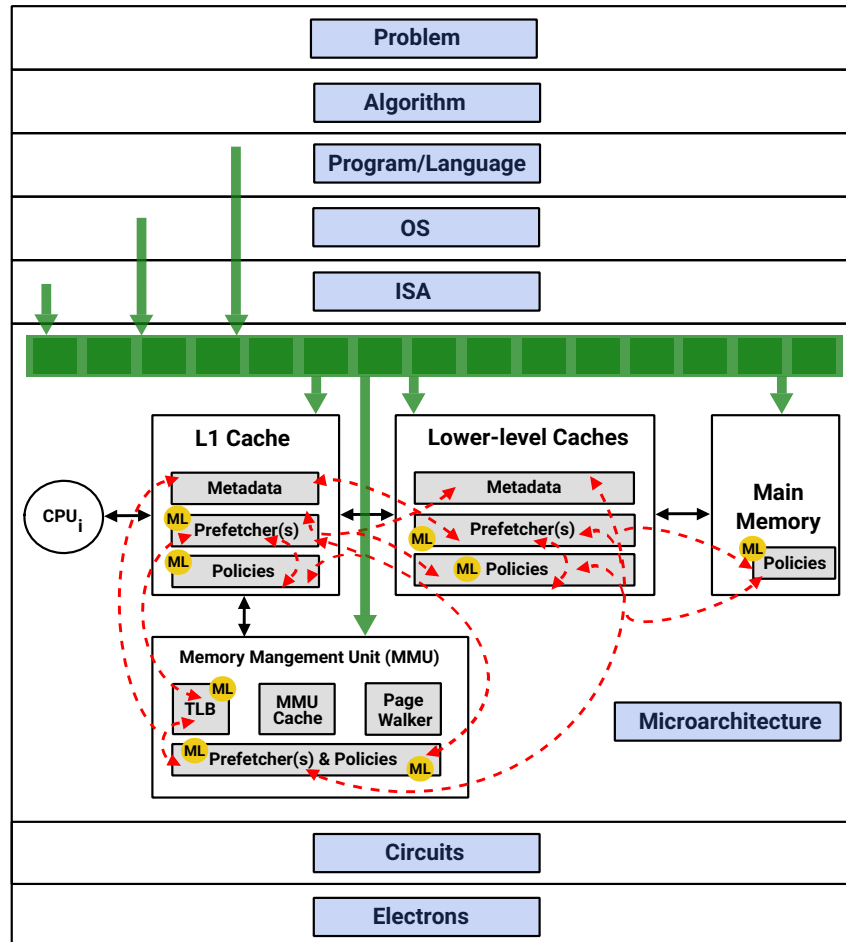 Problem
Algorithm
Program/Language
OS
ISA
L1 Cache
Metadata
ML
Prefetcher(s)
ML
Policies
Lower-level Caches
Metadata
Prefetcher(s)
ML
ML
Policies
Main
Memory
ML
Policies
CPUi
Memory Mangement Unit (MMU)
ML
TLB
MMU
Cache
Page
Walker
ML
Prefetcher(s) & Policies
ML
Microarchitecture
Circuits
Electrons